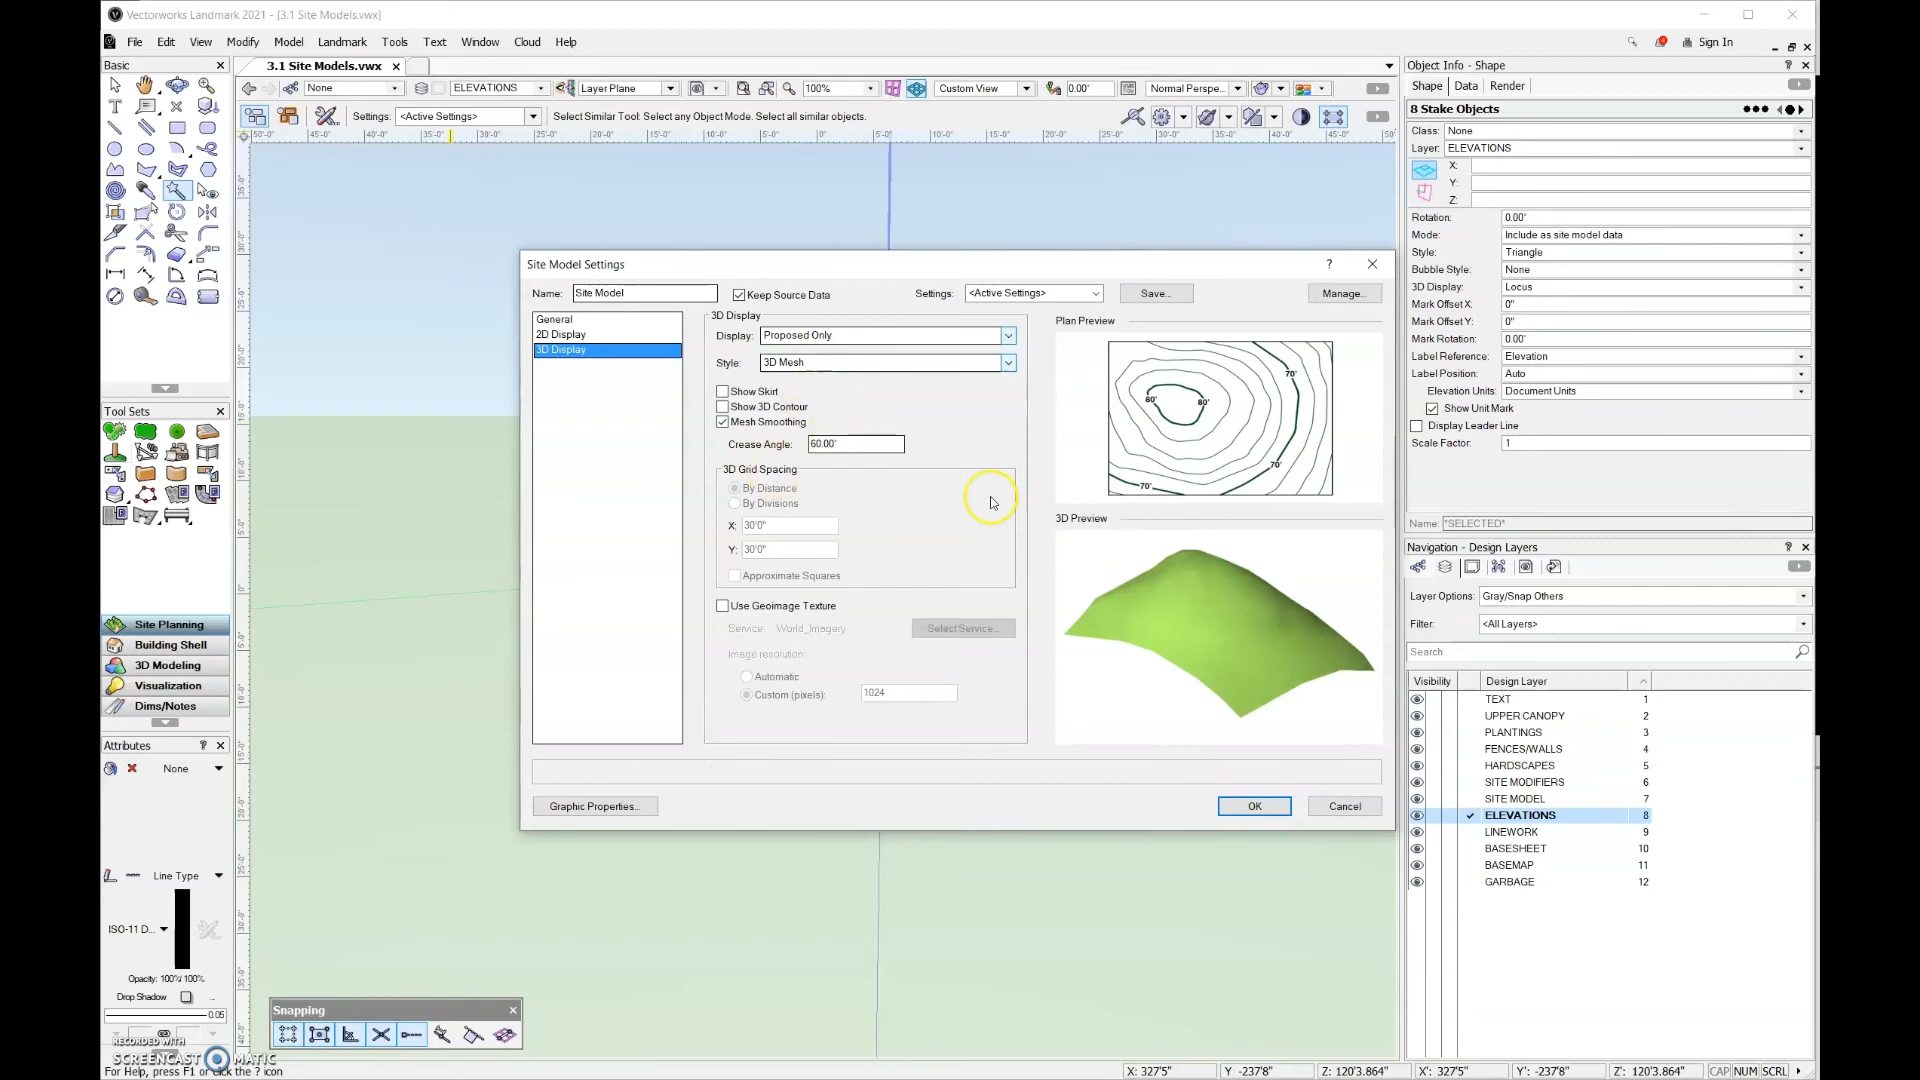 Vectorworks Landmark 2021 - [3.1 Site Models.vwx]
File Edit View Modify Model Landmark Tools Text Window Cloud Help
Sign In
Basic
3.1 Site Models.vwx
None
ELEVATIONS
Layer Plane
100%
Custom View
0.00°
Normal Perspe...
Settings: <Active Settings>
Select Similar Tool: Select any Object Mode. Select all similar objects.
Tool Sets
Site Planning
Building Shell
3D Modeling
Visualization
Dims/Notes
Attributes
None
Line Type
ISO-11 D...
Opacity: 100% / 100%
Drop Shadow
0.05
RECORDED WITH
SCREENCAST MATIC
For Help, press F1 or click the ? icon
Snapping
Site Model Settings
Name: Site Model
Keep Source Data
Settings: <Active Settings>
Save...
Manage...
General
2D Display
3D Display
3D Display
Display: Proposed Only
Style: 3D Mesh
Show Skirt
Show 3D Contour
Mesh Smoothing
Crease Angle: 60.00°
3D Grid Spacing
By Distance
By Divisions
X: 30'0"
Y: 30'0"
Approximate Squares
Use Geoimage Texture
Service: World_Imagery
Select Service...
Image resolution:
Automatic
Custom (pixels): 1024
Plan Preview
70'
80' 80'
70'
70'
3D Preview
Graphic Properties...
OK
Cancel
Object Info - Shape
Shape Data Render
8 Stake Objects
Class: None
Layer: ELEVATIONS
X:
Y:
Z:
Rotation: 0.00°
Mode: Include as site model data
Style: Triangle
Bubble Style: None
3D Display: Locus
Mark Offset X: 0"
Mark Offset Y: 0"
Mark Rotation: 0.00°
Label Reference: Elevation
Label Position: Auto
Elevation Units: Document Units
Show Unit Mark
Display Leader Line
Scale Factor: 1
Name: *SELECTED*
Navigation - Design Layers
Layer Options: Gray/Snap Others
Filter: <All Layers>
Search
Visibility Design Layer
TEXT 1
UPPER CANOPY 2
PLANTINGS 3
FENCES/WALLS 4
HARDSCAPES 5
SITE MODIFIERS 6
SITE MODEL 7
ELEVATIONS 8
LINEWORK 9
BASESHEET 10
BASEMAP 11
GARBAGE 12
X: 327'5" Y: -237'8" Z: 120'3.864" X': 327'5" Y': -237'8" Z': 120'3.864" CAP NUM SCRL